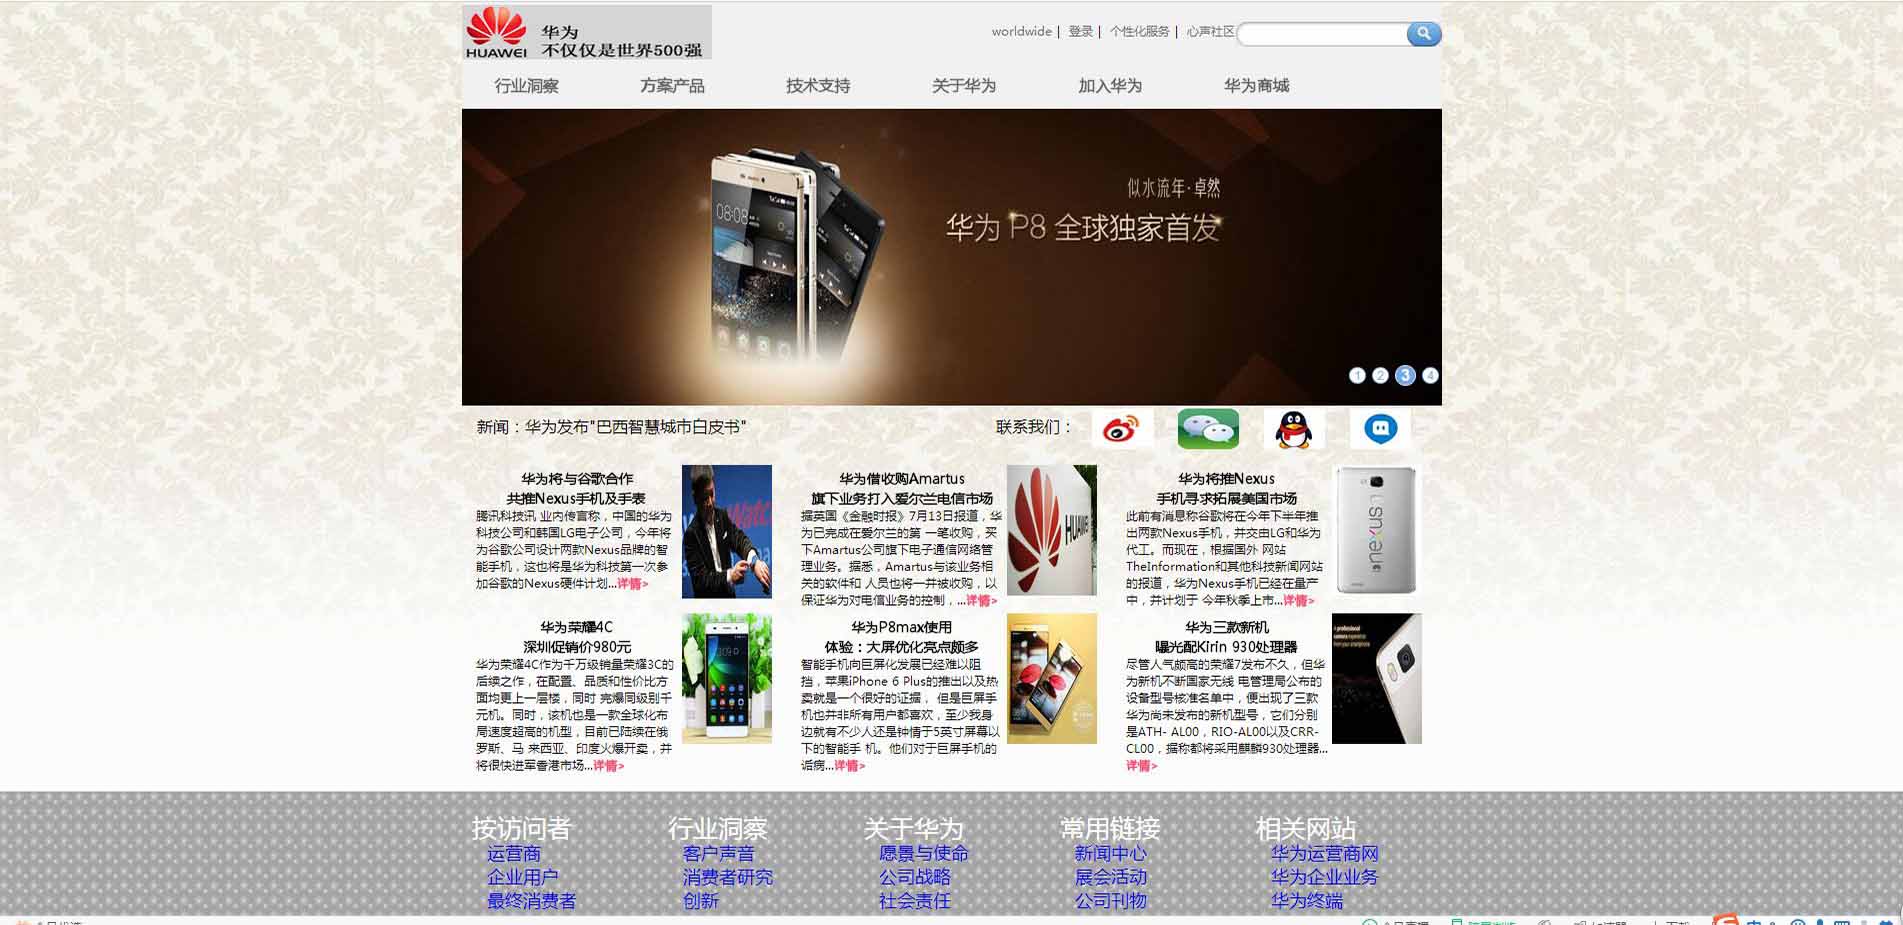 HUAWEI
华为
不仅仅是世界500强
worldwide | 登录 | 个性化服务 | 心声社区
行业洞察 方案产品 技术支持 关于华为 加入华为 华为商城
似水流年·卓然
华为 P8 全球独家首发
08:08
1 2 3 4
新闻：华为发布"巴西智慧城市白皮书"
联系我们：
华为将与谷歌合作
共推Nexus手机及手表
腾讯科技讯 业内传言称，中国的华为
科技公司和韩国LG电子公司，今年将
为谷歌公司设计两款Nexus品牌的智
能手机，这也将是华为科技第一次参
加谷歌的Nexus硬件计划...详情>
Watch
华为借收购Amartus
旗下业务打入爱尔兰电信市场
据英国《金融时报》7月13日报道，华
为已完成在爱尔兰的第 一笔收购，买
下Amartus公司旗下电子通信网络管
理业务。据悉，Amartus与该业务相
关的软件和 人员也将一并被收购，以
保证华为对电信业务的控制，...详情>
HUAWEI
华为将推Nexus
手机寻求拓展美国市场
此前有消息称谷歌将在今年下半年推
出两款Nexus手机，并交由LG和华为
代工。而现在，根据国外 网站
TheInformation和其他科技新闻网站
的报道，华为Nexus手机已经在量产
中，并计划于 今年秋季上市...详情>
nexus
华为荣耀4C
深圳促销价980元
华为荣耀4C作为千万级销量荣耀3C的
后续之作，在配置、品质和性价比方
面均更上一层楼，同时 完爆同级别千
元机。同时，该机也是一款全球化布
局速度超高的机型，目前已陆续在俄
罗斯、马 来西亚、印度火爆开卖，并
将很快进军香港市场...详情>
华为P8max使用
体验：大屏优化亮点颇多
智能手机向巨屏化发展已经难以阻
挡，苹果iPhone 6 Plus的推出以及热
卖就是一个很好的证据， 但是巨屏手
机也并非所有用户都喜欢，至少我身
边就有不少人还是钟情于5英寸屏幕以
下的智能手 机。他们对于巨屏手机的
诟病...详情>
华为三款新机
曝光配Kirin 930处理器
尽管人气颇高的荣耀7发布不久，但华
为新机不断国家无线 电管理局公布的
设备型号核准名单中，便出现了三款
华为尚未发布的新机型号，它们分别
是ATH- AL00，RIO-AL00以及CRR-
CL00，据称都将采用麒麟930处理器...
详情>
按访问者 行业洞察 关于华为 常用链接 相关网站
运营商 客户声音 愿景与使命 新闻中心 华为运营商网
企业用户 消费者研究 公司战略 展会活动 华为企业业务
最终消费者 创新 社会责任 公司刊物 华为终端